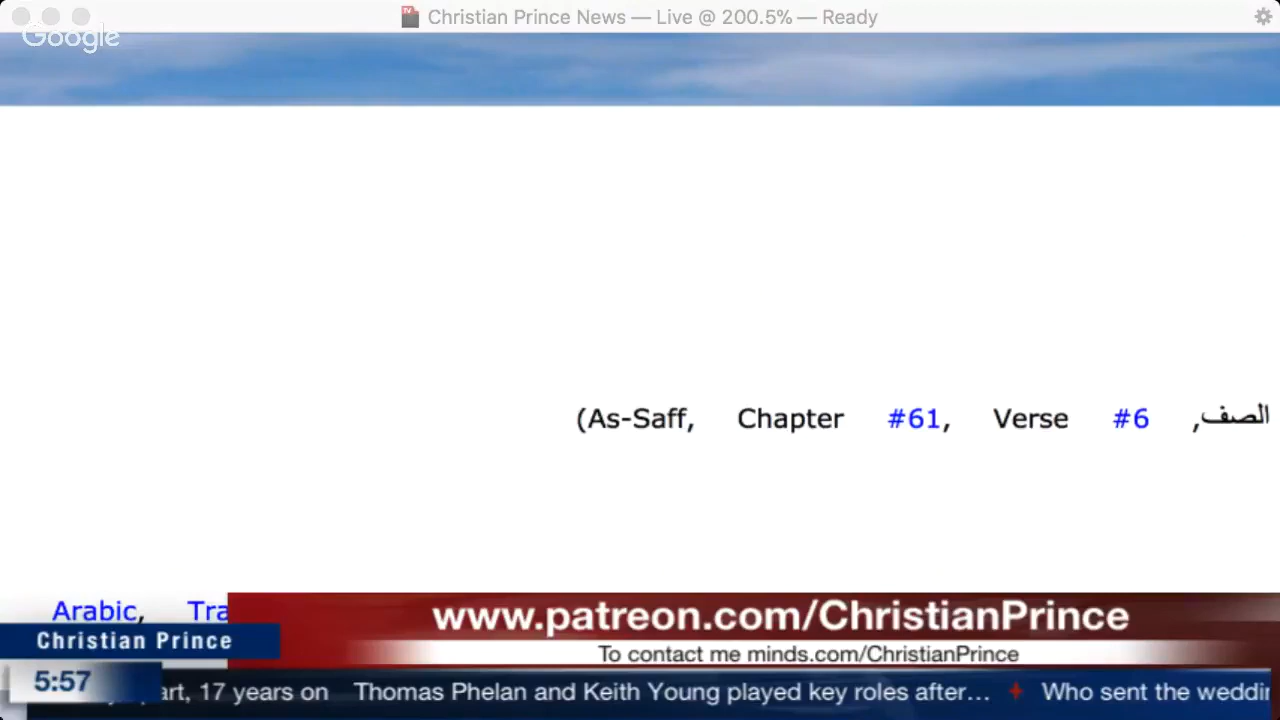 Christian Prince News — Live @ 200.5% — Ready
Google
(As-Saff, Chapter #61, Verse #6 ,الصف
Arabic, Tra
www.patreon.com/ChristianPrince
Christian Prince
To contact me minds.com/ChristianPrince
5:57
art, 17 years on Thomas Phelan and Keith Young played key roles after... Who sent the weddin